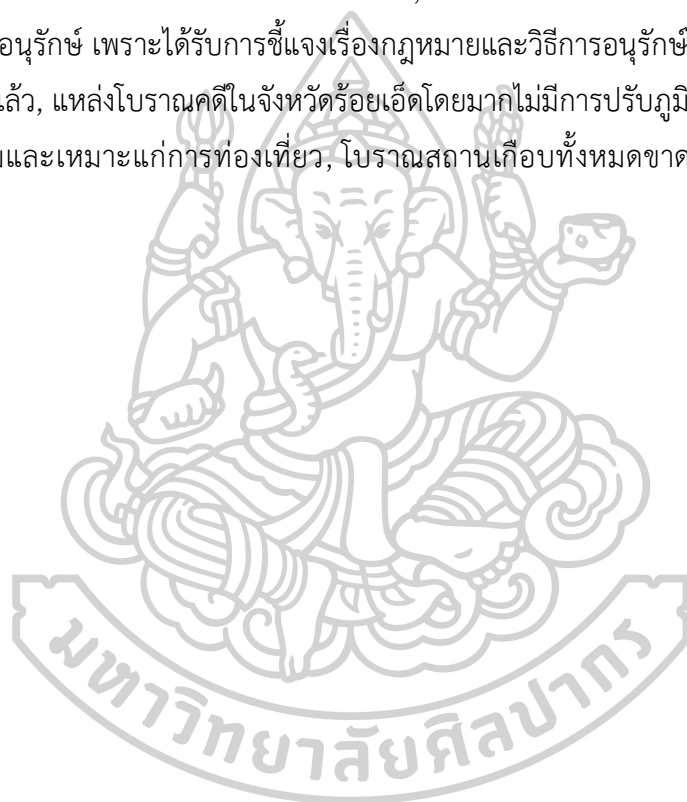 อนุรักษ์ เพราะได้รับการชี้แจงเรื่องกฎหมายและวิธีการอนุรักษ์
แล้ว, แหล่งโบราณคดีในจังหวัดร้อยเอ็ดโดยมากไม่มีการปรับภูมิ
และเหมาะแก่การท่องเที่ยว, โบราณสถานเกือบทั้งหมดขาด
มหาวิทยาลัยศิลปากร